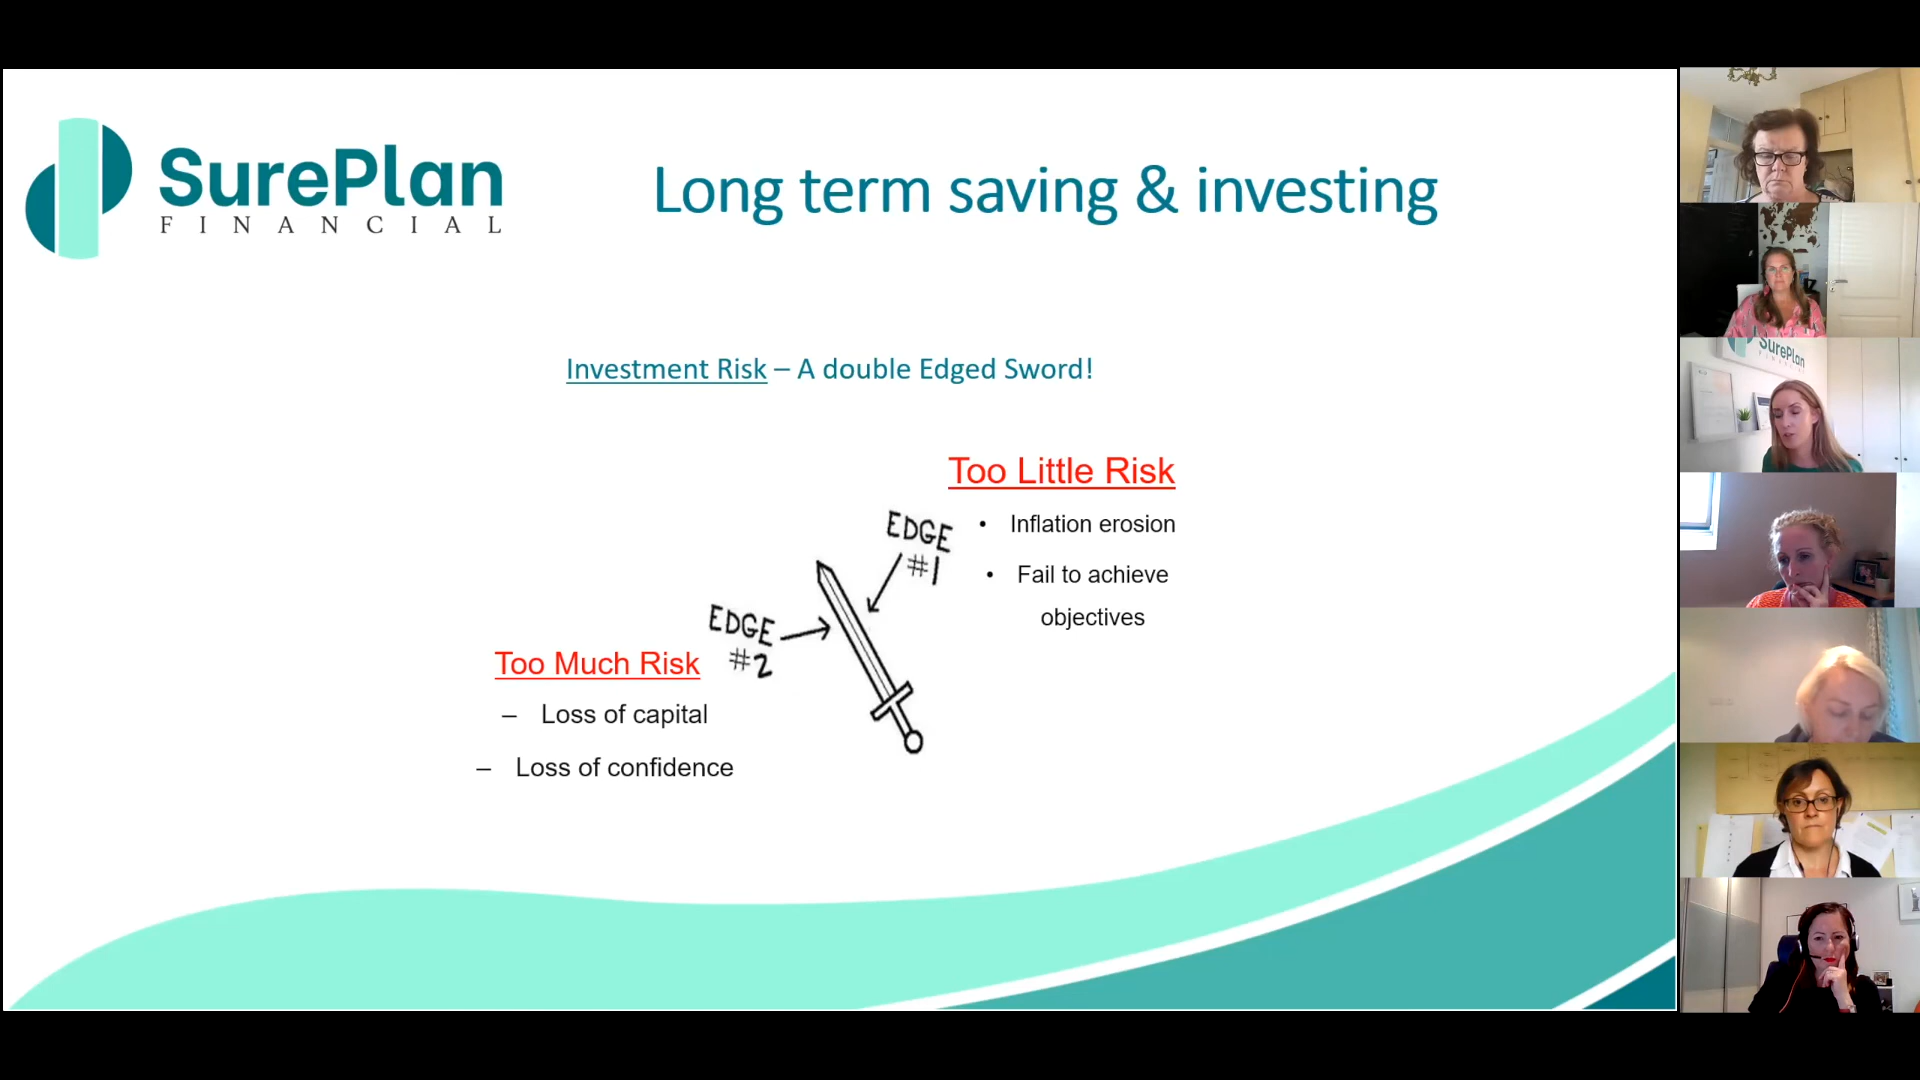 SurePlan
FINANCIAL
Long term saving & investing
Investment Risk – A double Edged Sword!
Too Little Risk
EDGE
#1
• Inflation erosion
• Fail to achieve
objectives
EDGE
#2
Too Much Risk
– Loss of capital
– Loss of confidence
SurePlan